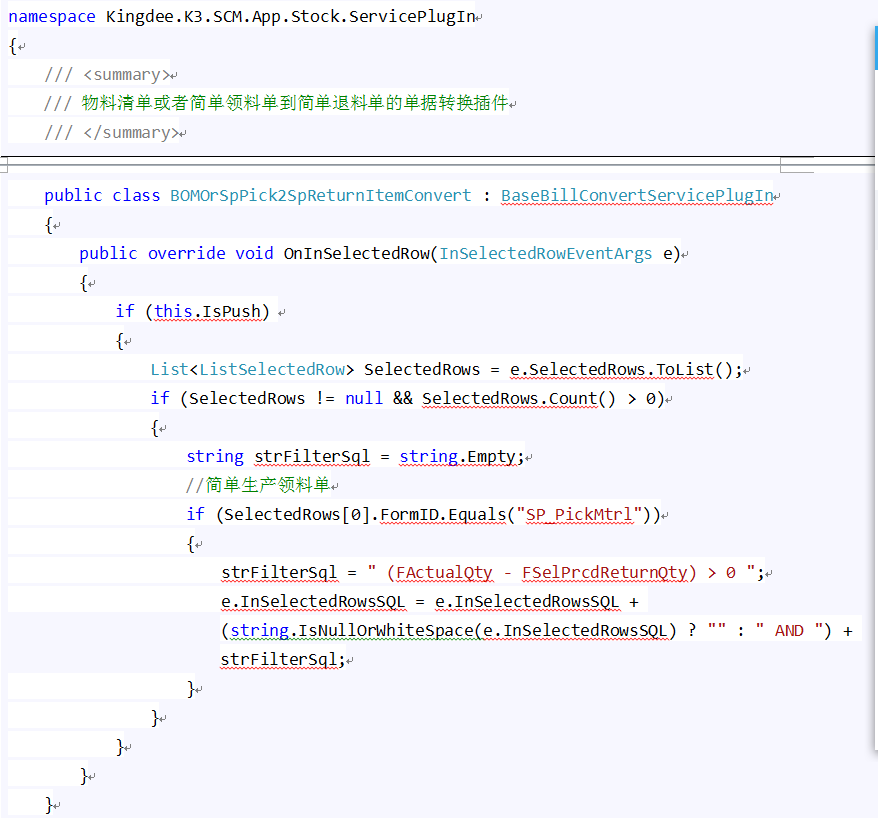 namespace Kingdee.K3.SCM.App.Stock.ServicePlugIn
{
/// <summary>
/// 物料清单或者简单领料单到简单退料单的单据转换插件
/// </summary>
public class BOMOrSpPick2SpReturnItemConvert : BaseBillConvertServicePlugIn
{
public override void OnInSelectedRow(InSelectedRowEventArgs e)
{
if (this.IsPush)
{
List<ListSelectedRow> SelectedRows = e.SelectedRows.ToList();
if (SelectedRows != null && SelectedRows.Count() > 0)
{
string strFilterSql = string.Empty;
//简单生产领料单
if (SelectedRows[0].FormID.Equals("SP_PickMtrl"))
{
strFilterSql = " (FActualQty - FSelPrcdReturnQty) > 0 ";
e.InSelectedRowsSQL = e.InSelectedRowsSQL +
(string.IsNullOrWhiteSpace(e.InSelectedRowsSQL) ? "" : " AND ") +
strFilterSql;
}
}
}
}
}